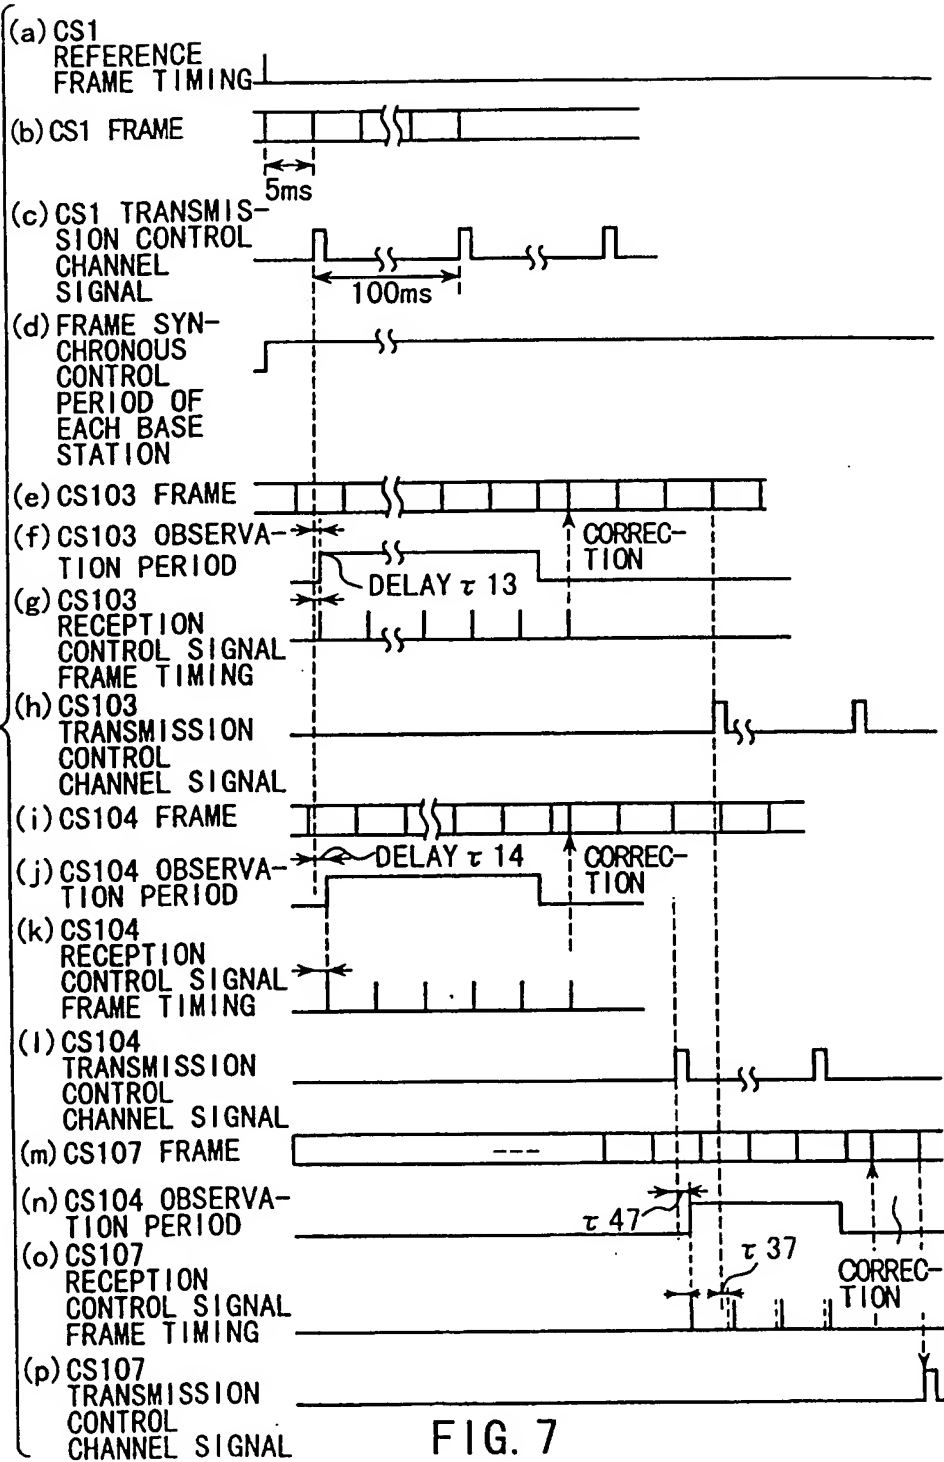 (a) CS1
REFERENCE
FRAME TIMING
(b) CS1 FRAME
5ms
(c) CS1 TRANSMIS-
SION CONTROL
CHANNEL
SIGNAL
100ms
(d) FRAME SYN-
CHRONOUS
CONTROL
PERIOD OF
EACH BASE
STATION
(e) CS103 FRAME
(f) CS103 OBSERVA-
TION PERIOD
CORREC-
TION
DELAY τ 13
(g) CS103
RECEPTION
CONTROL SIGNAL
FRAME TIMING
(h) CS103
TRANSMISSION
CONTROL
CHANNEL SIGNAL
(i) CS104 FRAME
DELAY τ 14
CORREC-
TION
(j) CS104 OBSERVA-
TION PERIOD
(k) CS104
RECEPTION
CONTROL SIGNAL
FRAME TIMING
(l) CS104
TRANSMISSION
CONTROL
CHANNEL SIGNAL
(m) CS107 FRAME
----
(n) CS104 OBSERVA-
TION PERIOD
τ 47
τ 37
(o) CS107
RECEPTION
CONTROL SIGNAL
FRAME TIMING
CORREC-
TION
(p) CS107
TRANSMISSION
CONTROL
CHANNEL SIGNAL
FIG. 7